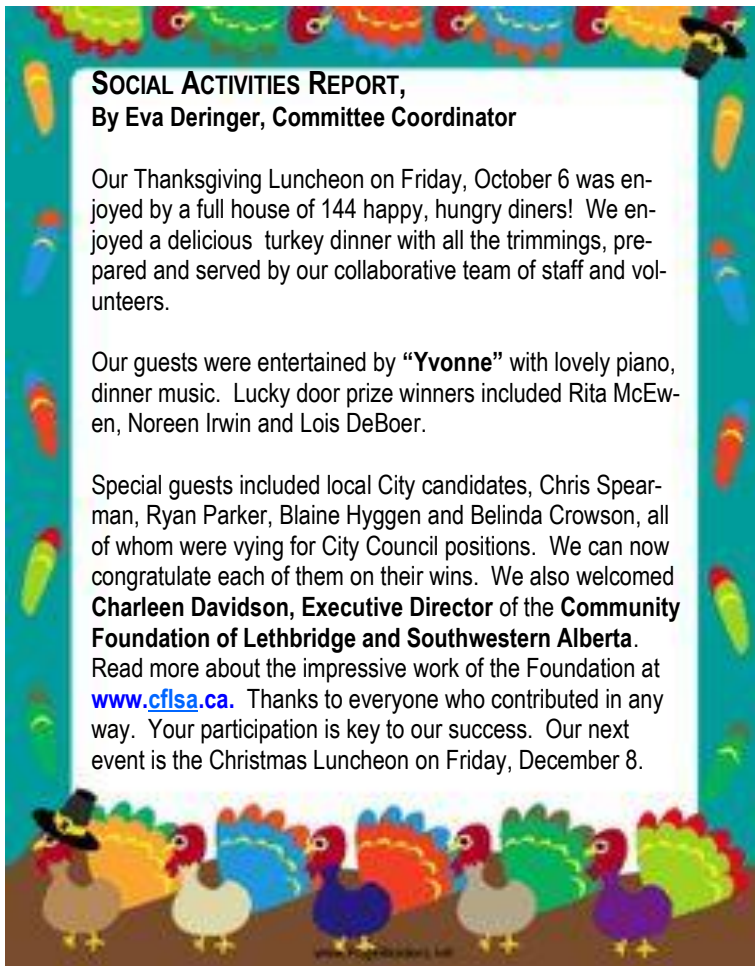 SOCIAL ACTIVITIES REPORT,
By Eva Deringer, Committee Coordinator
Our Thanksgiving Luncheon on Friday, October 6 was en-
joyed by a full house of 144 happy, hungry diners!  We en-
joyed a delicious  turkey dinner with all the trimmings, pre-
pared and served by our collaborative team of staff and vol-
unteers.
Our guests were entertained by “Yvonne” with lovely piano,
dinner music.  Lucky door prize winners included Rita McEw-
en, Noreen Irwin and Lois DeBoer.
Special guests included local City candidates, Chris Spear-
man, Ryan Parker, Blaine Hyggen and Belinda Crowson, all
of whom were vying for City Council positions.  We can now
congratulate each of them on their wins.  We also welcomed
Charleen Davidson, Executive Director of the Community
Foundation of Lethbridge and Southwestern Alberta.
Read more about the impressive work of the Foundation at
www.cflsa.ca.  Thanks to everyone who contributed in any
way.  Your participation is key to our success.  Our next
event is the Christmas Luncheon on Friday, December 8.